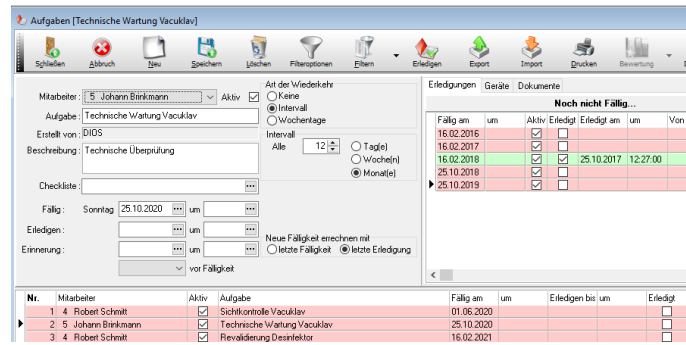 Aufgaben [Technische Wartung Vacuklav]
Schließen Abbruch Neu Speichern Löschen Filteroptionen Filtern Erledigen Export Import Drucken Bewertung
Mitarbeiter : 5 Johann Brinkmann Aktiv
Aufgabe : Technische Wartung Vacuklav
Erstellt von : DIOS
Beschreibung : Technische Überprüfung
Checkliste :
Fällig : Sonntag 25.10.2020 um
Erledigen : um
Erinnerung : um
vor Fälligkeit
Art der Wiederkehr
Keine
Intervall
Wochentage
Intervall
Alle 12 Tag(e)
Woche(n)
Monat(e)
Neue Fälligkeit errechnen mit
letzte Fälligkeit letzte Erledigung
Erledigungen Geräte Dokumente
Noch nicht Fällig...
Fällig am um Aktiv Erledigt Erledigt am um Von
16.02.2016
16.02.2017
16.02.2018 25.10.2017 12:27:00
25.10.2018
25.10.2019
Nr. Mitarbeiter Aktiv Aufgabe Fällig am um Erledigen bis um Erledigt
1 4 Robert Schmitt Sichtkontrolle Vacuklav 01.06.2020
2 5 Johann Brinkmann Technische Wartung Vacuklav 25.10.2020
3 4 Robert Schmitt Revalidierung Desinfektor 16.02.2021